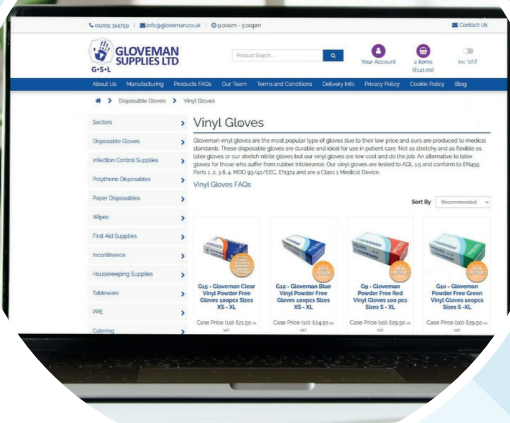 01209 314759 | info@gloveman.co.uk | 9:00am - 5:00pm
Contact Us
GLOVEMAN
SUPPLIES LTD
G·S·L
Product Search...
Your Account
2 items
inc VAT
About Us Manufacturing Products FAQs Our Team Terms and Conditions Delivery Info Privacy Policy Cookie Policy Blog
Disposable Gloves > Vinyl Gloves
Sectors
Disposable Gloves
Infection Control Supplies
Polythene Disposables
Paper Disposables
Wipes
First Aid Supplies
Incontinence
Housekeeping Supplies
Tableware
PPE
Catering
Vinyl Gloves
Gloveman vinyl gloves are the most popular type of gloves due to their low price and ours are produced to medical
standards. These disposable gloves are durable and ideal for use in patient care. Not as stretchy and as flexible as
latex gloves or our stretch nitrile gloves but our vinyl gloves are low cost and do the job. An alternative to latex
gloves for those who suffer from rubber intolerance. Our vinyl gloves are tested to AQL 1.5 and conform to EN455
Parts 1, 2, 3 & 4, MDD 93/42/EEC, EN374 and are a Class 1 Medical Device.
Vinyl Gloves FAQs
Sort By Recommended
G15 - Gloveman Clear
Vinyl Powder Free
Gloves 100pcs Sizes
XS - XL
Case Price (10): £21.50 ex
VAT
G12 - Gloveman Blue
Vinyl Powder Free
Gloves 100pcs Sizes
XS - XL
Case Price (10): £24.50 ex
VAT
G9 - Gloveman
Powder Free Red
Vinyl Gloves 100 pcs
Sizes S - XL
Case Price (10): £29.50 ex
VAT
G10 - Gloveman
Powder Free Green
Vinyl Gloves 100pcs
Sizes S -XL
Case Price (10): £29.50 ex
VAT